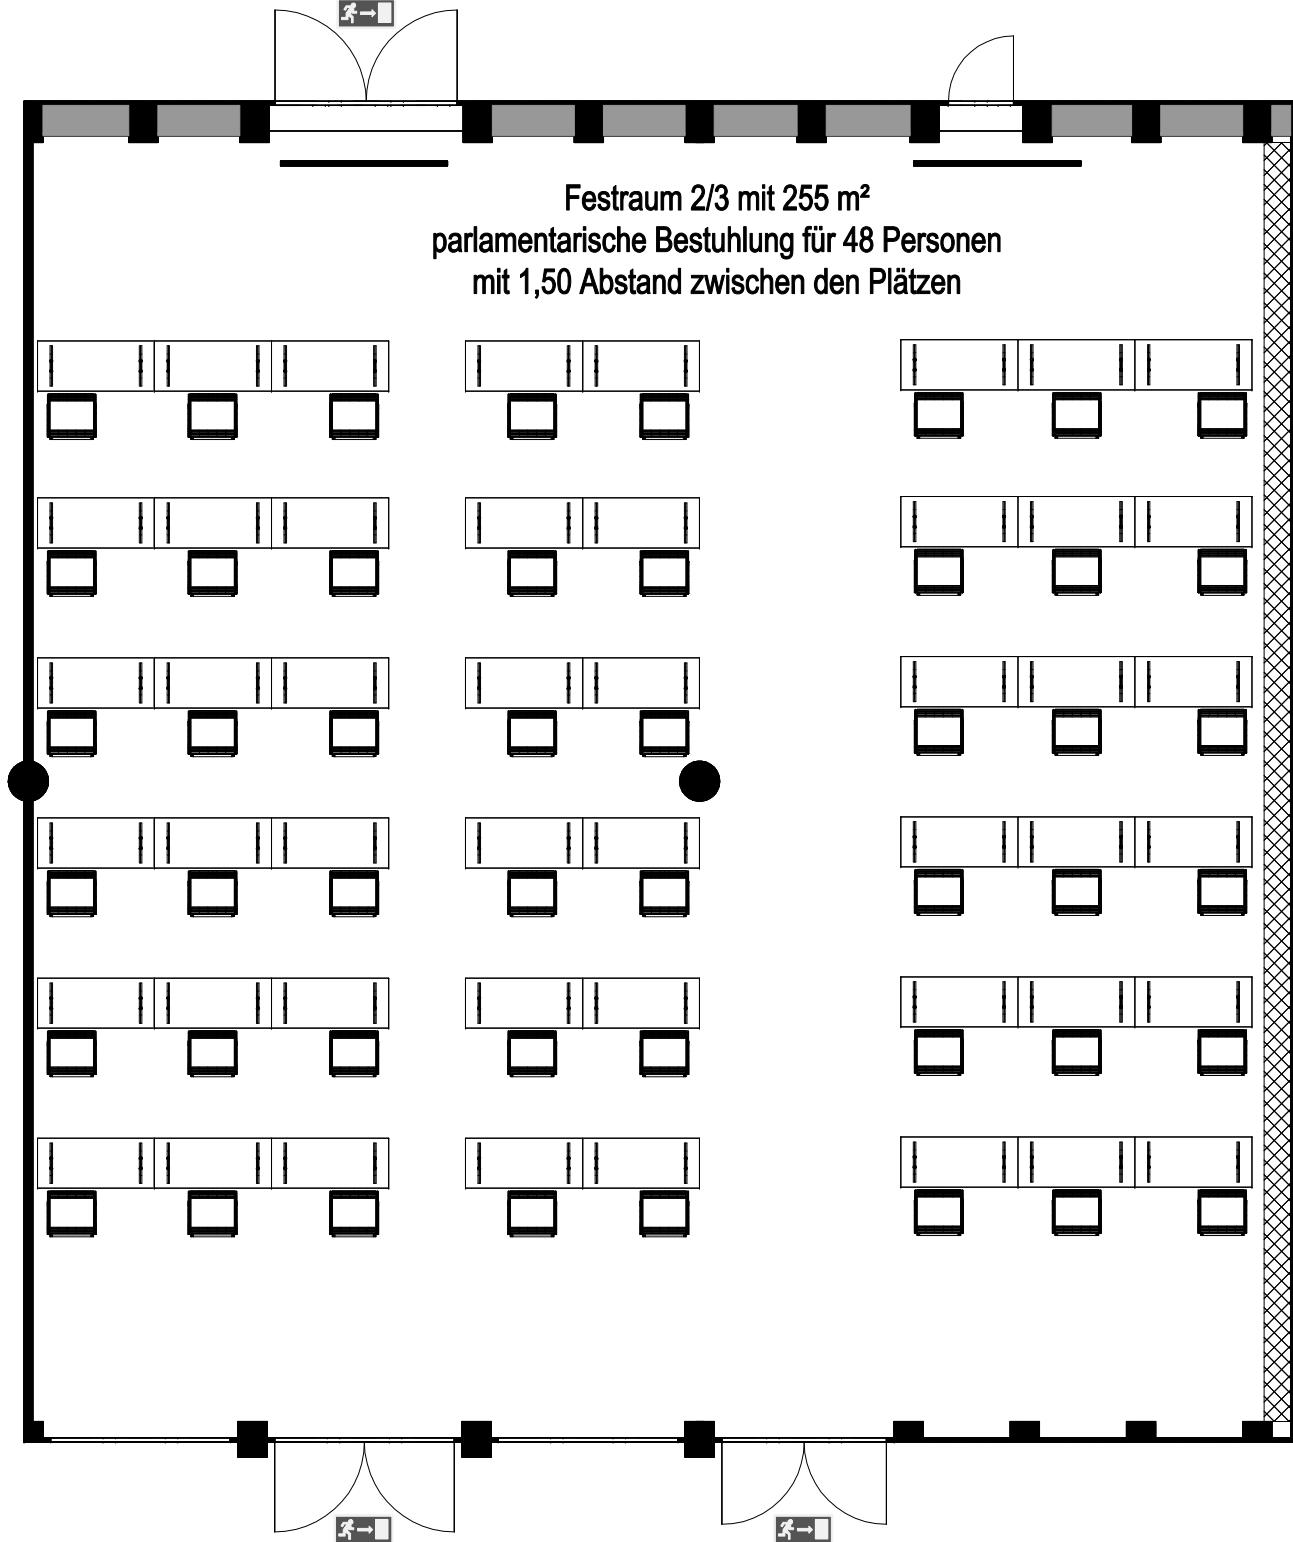 Festraum 2/3 mit 255 m²
parlamentarische Bestuhlung für 48 Personen
mit 1,50 Abstand zwischen den Plätzen